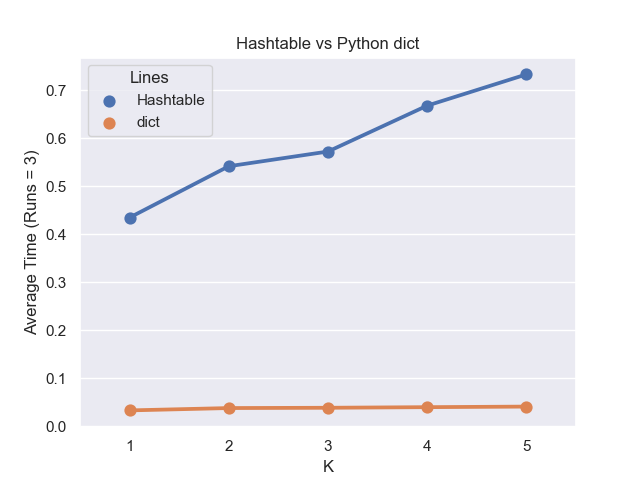 Hashtable vs Python dict
Lines
Hashtable
dict
Average Time (Runs = 3)
0.7
0.6
0.5
0.4
0.3
0.2
0.1
0.0
1 2 3 4 5
K